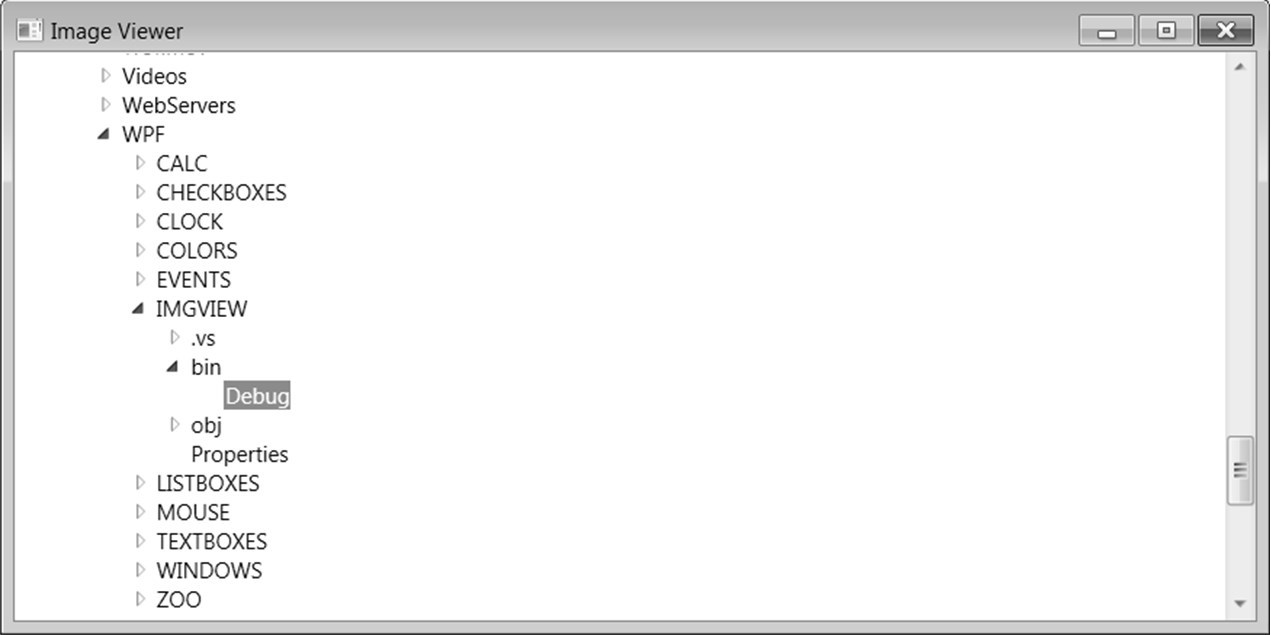 Image Viewer
Videos
WebServers
WPF
CALC
CHECKBOXES
CLOCK
COLORS
EVENTS
IMGVIEW
.vs
bin
Debug
obj
Properties
LISTBOXES
MOUSE
TEXTBOXES
WINDOWS
ZOO